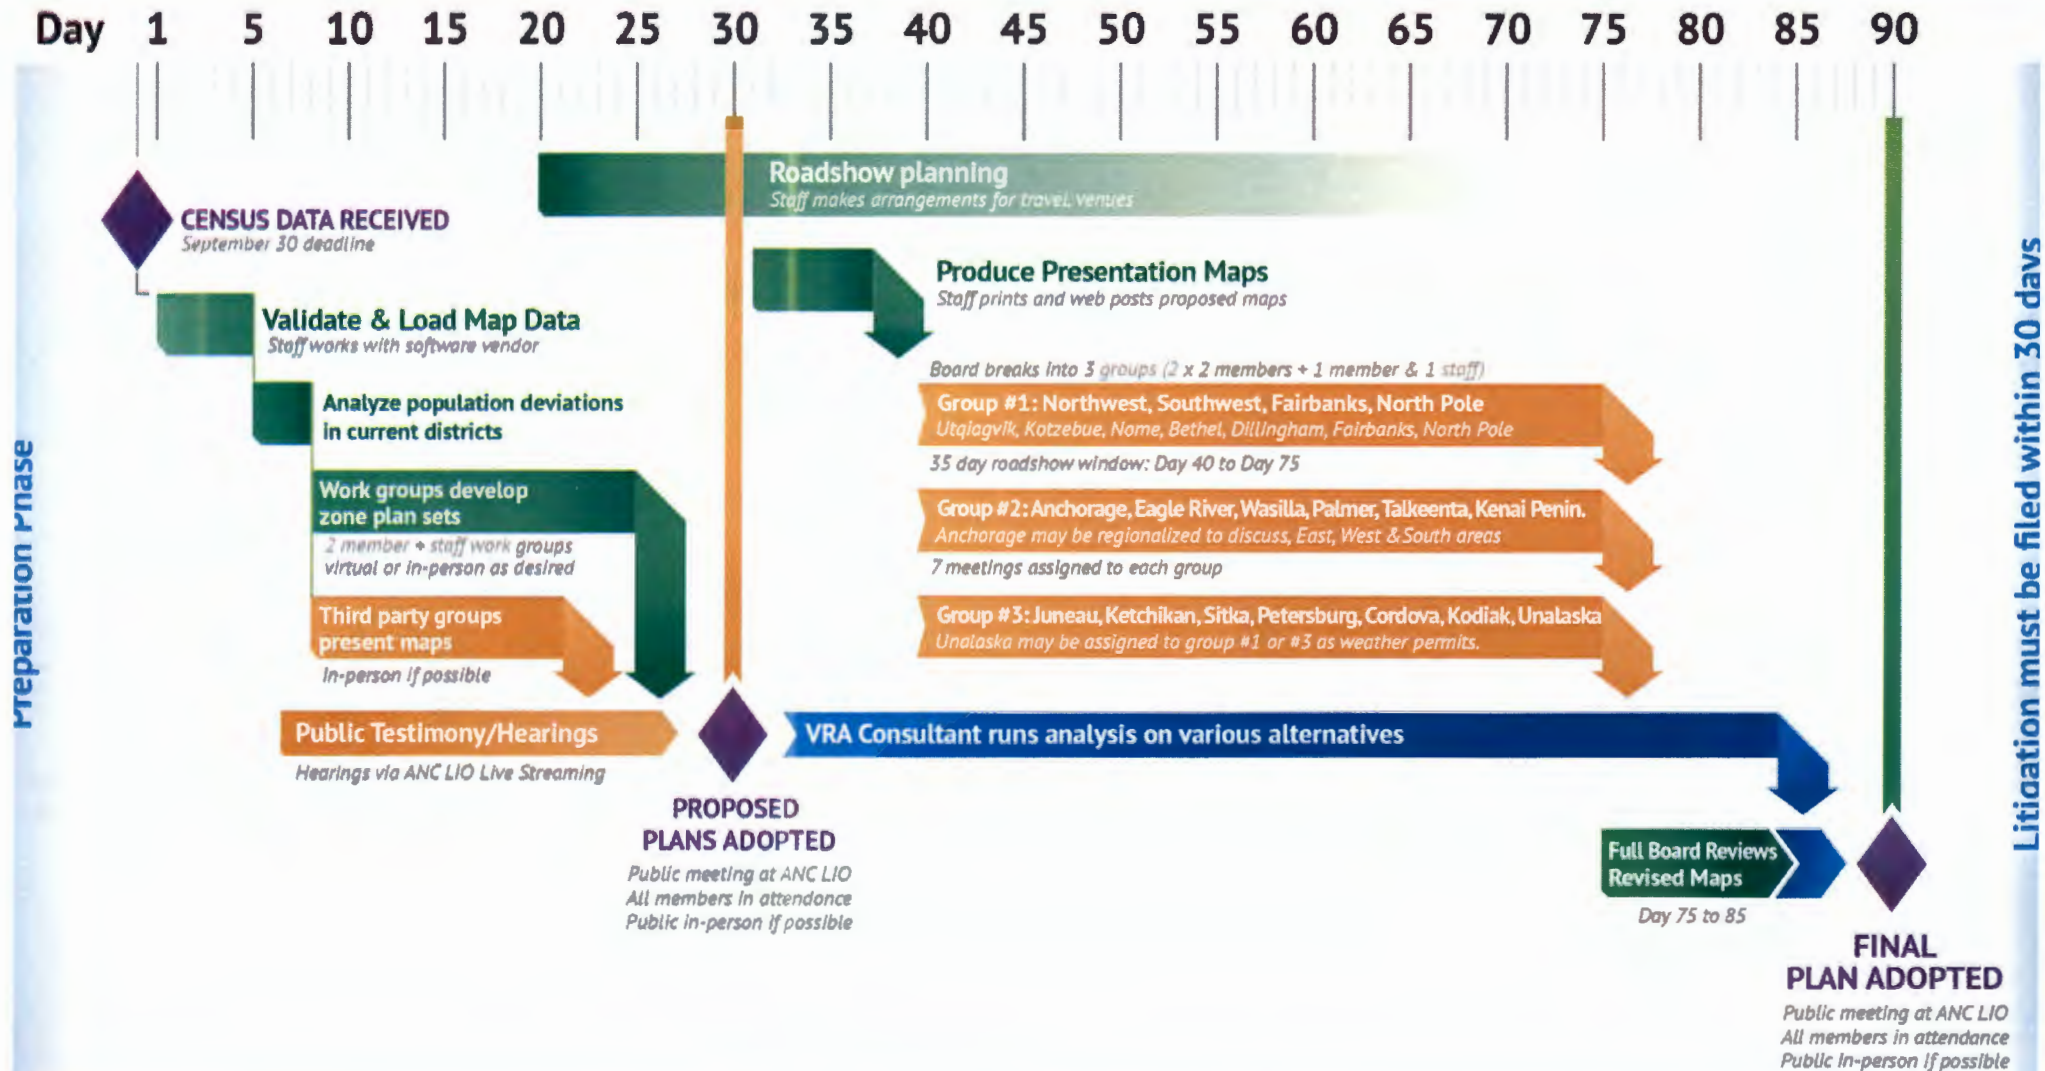 Day 1 5 10 15 20 25 30 35 40 45 50 55 60 65 70 75 80 85 90
Preparation Phase
Roadshow planning
Staff makes arrangements for travel, venues
CENSUS DATA RECEIVED
September 30 deadline
Produce Presentation Maps
Staff prints and web posts proposed maps
Validate & Load Map Data
Staff works with software vendor
Board breaks into 3 groups (2 x 2 members + 1 member & 1 staff)
Analyze population deviations
in current districts
Group #1: Northwest, Southwest, Fairbanks, North Pole
Utqiagvik, Kotzebue, Nome, Bethel, Dillingham, Fairbanks, North Pole
35 day roadshow window: Day 40 to Day 75
Work groups develop
zone plan sets
2 member + staff work groups
virtual or in-person as desired
Group #2: Anchorage, Eagle River, Wasilla, Palmer, Talkeenta, Kenai Penin.
Anchorage may be regionalized to discuss, East, West & South areas
7 meetings assigned to each group
Third party groups
present maps
In-person if possible
Group #3: Juneau, Ketchikan, Sitka, Petersburg, Cordova, Kodiak, Unalaska
Unalaska may be assigned to group #1 or #3 as weather permits.
Public Testimony/Hearings
Hearings via ANC LIO Live Streaming
VRA Consultant runs analysis on various alternatives
PROPOSED
PLANS ADOPTED
Public meeting at ANC LIO
All members in attendance
Public in-person if possible
Full Board Reviews
Revised Maps
Day 75 to 85
FINAL
PLAN ADOPTED
Public meeting at ANC LIO
All members in attendance
Public in-person if possible
Litigation must be filed within 30 days